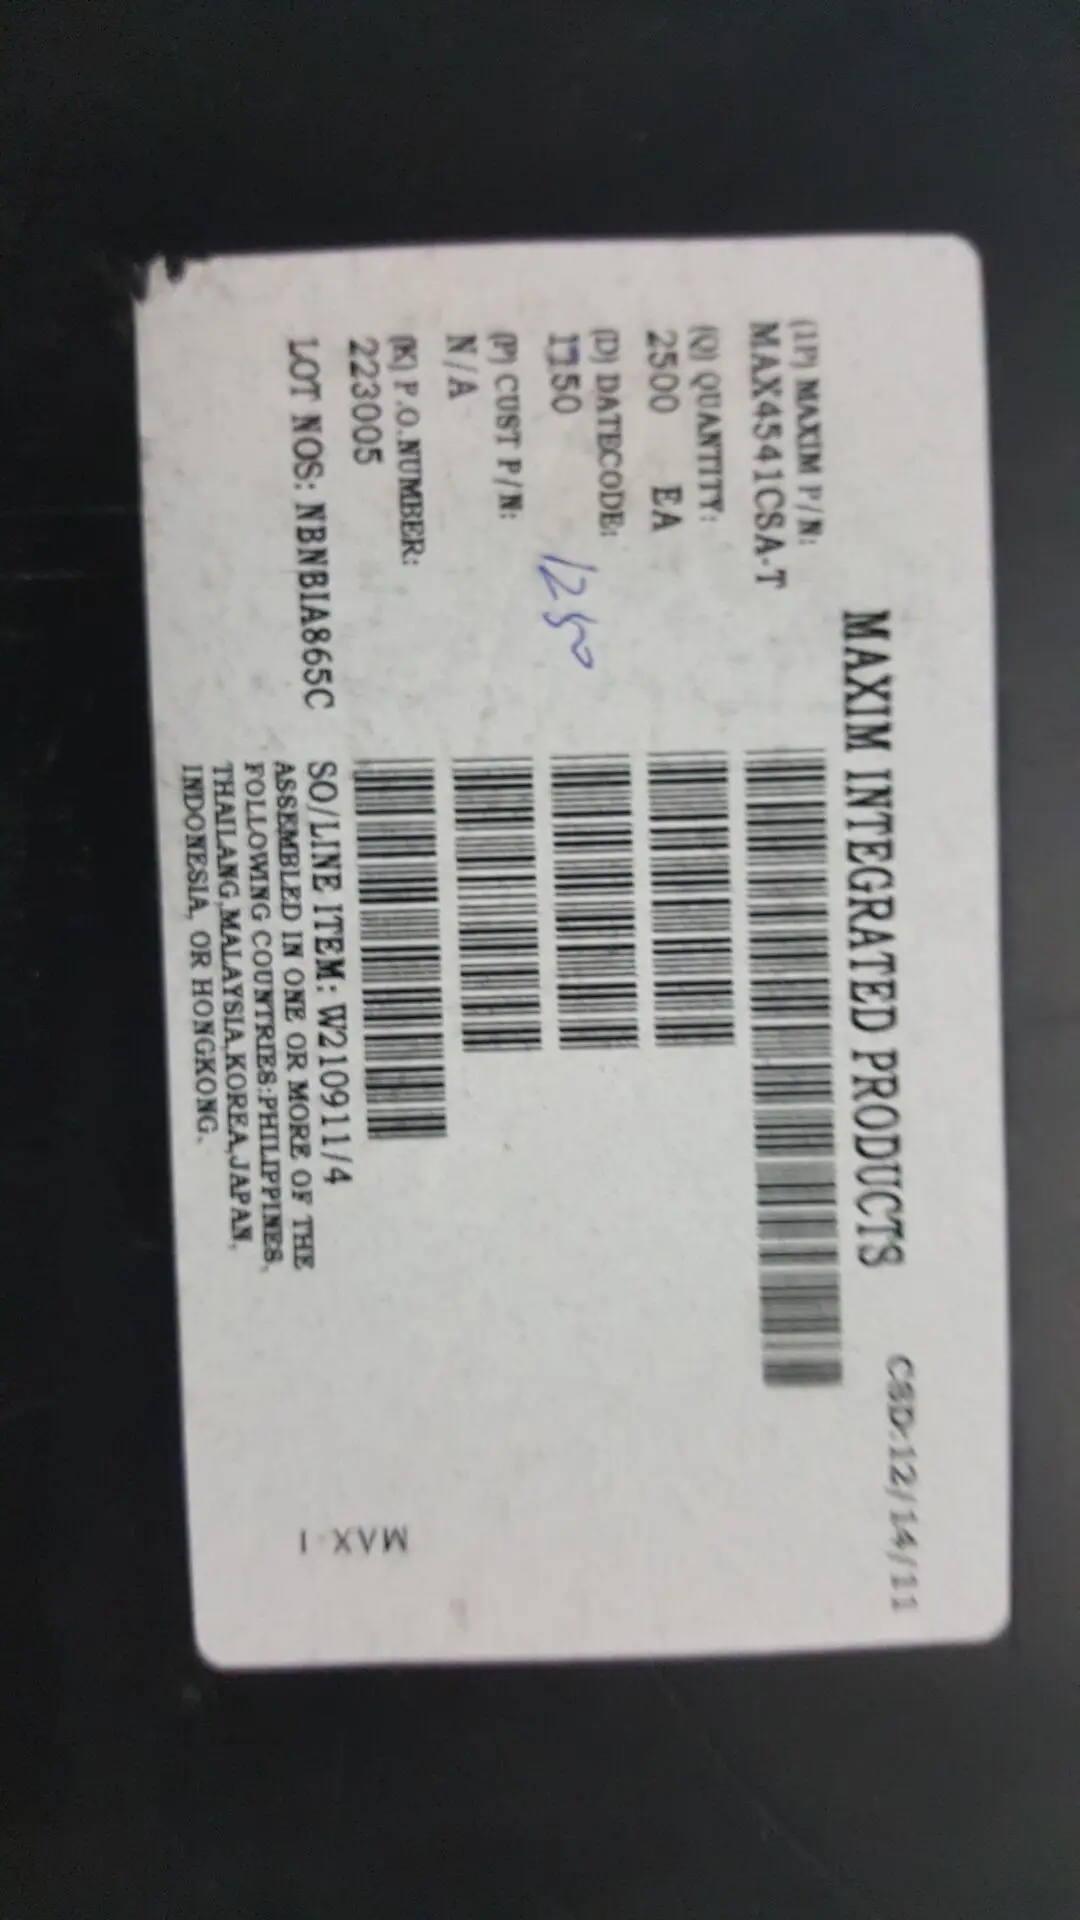 MAXIM INTEGRATED PRODUCTS
CSD:12/14/11
(1P) MAXIM P/N:
MAX4541CSA-T
(Q) QUANTITY:
2500 EA
(D) DATECODE:
1150
1250
(P) CUST P/N:
N/A
(K) P.O.NUMBER:
223005
LOT NOS: NBNBIA865C
SO/LINE ITEM: W210911/4
ASSEMBLED IN ONE OR MORE OF THE
FOLLOWING COUNTRIES:PHILIPPINES,
THAILANG,MALAYSIA,KOREA,JAPAN,
INDONESIA, OR HONGKONG.
MAX-1